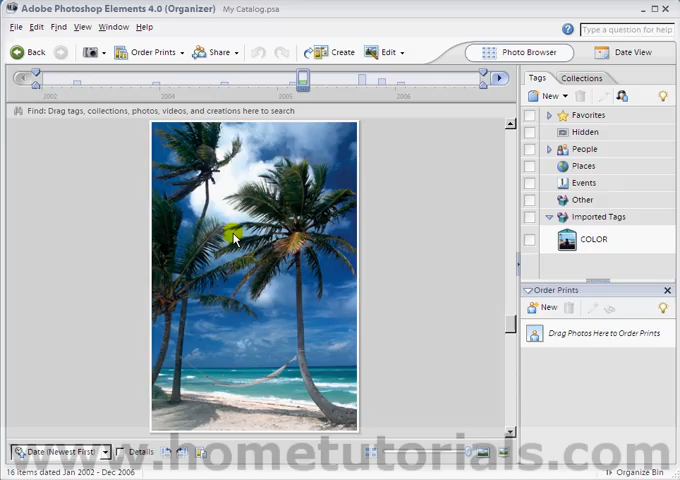 Adobe Photoshop Elements 4.0 (Organizer) My Catalog.psa
File Edit Find View Window Help
Type a question for help
Back Order Prints Share Create Edit Photo Browser Date View
2002 2004 2005 2006
Tags Collections
Find: Drag tags, collections, photos, videos, and creations here to search
New
Favorites
Hidden
People
Places
Events
Other
Imported Tags
COLOR
Order Prints
New
Drag Photos Here to Order Prints
Date (Newest First) Details
www.hometutorials.com
16 items dated Jan 2002 - Dec 2006 Organize Bin